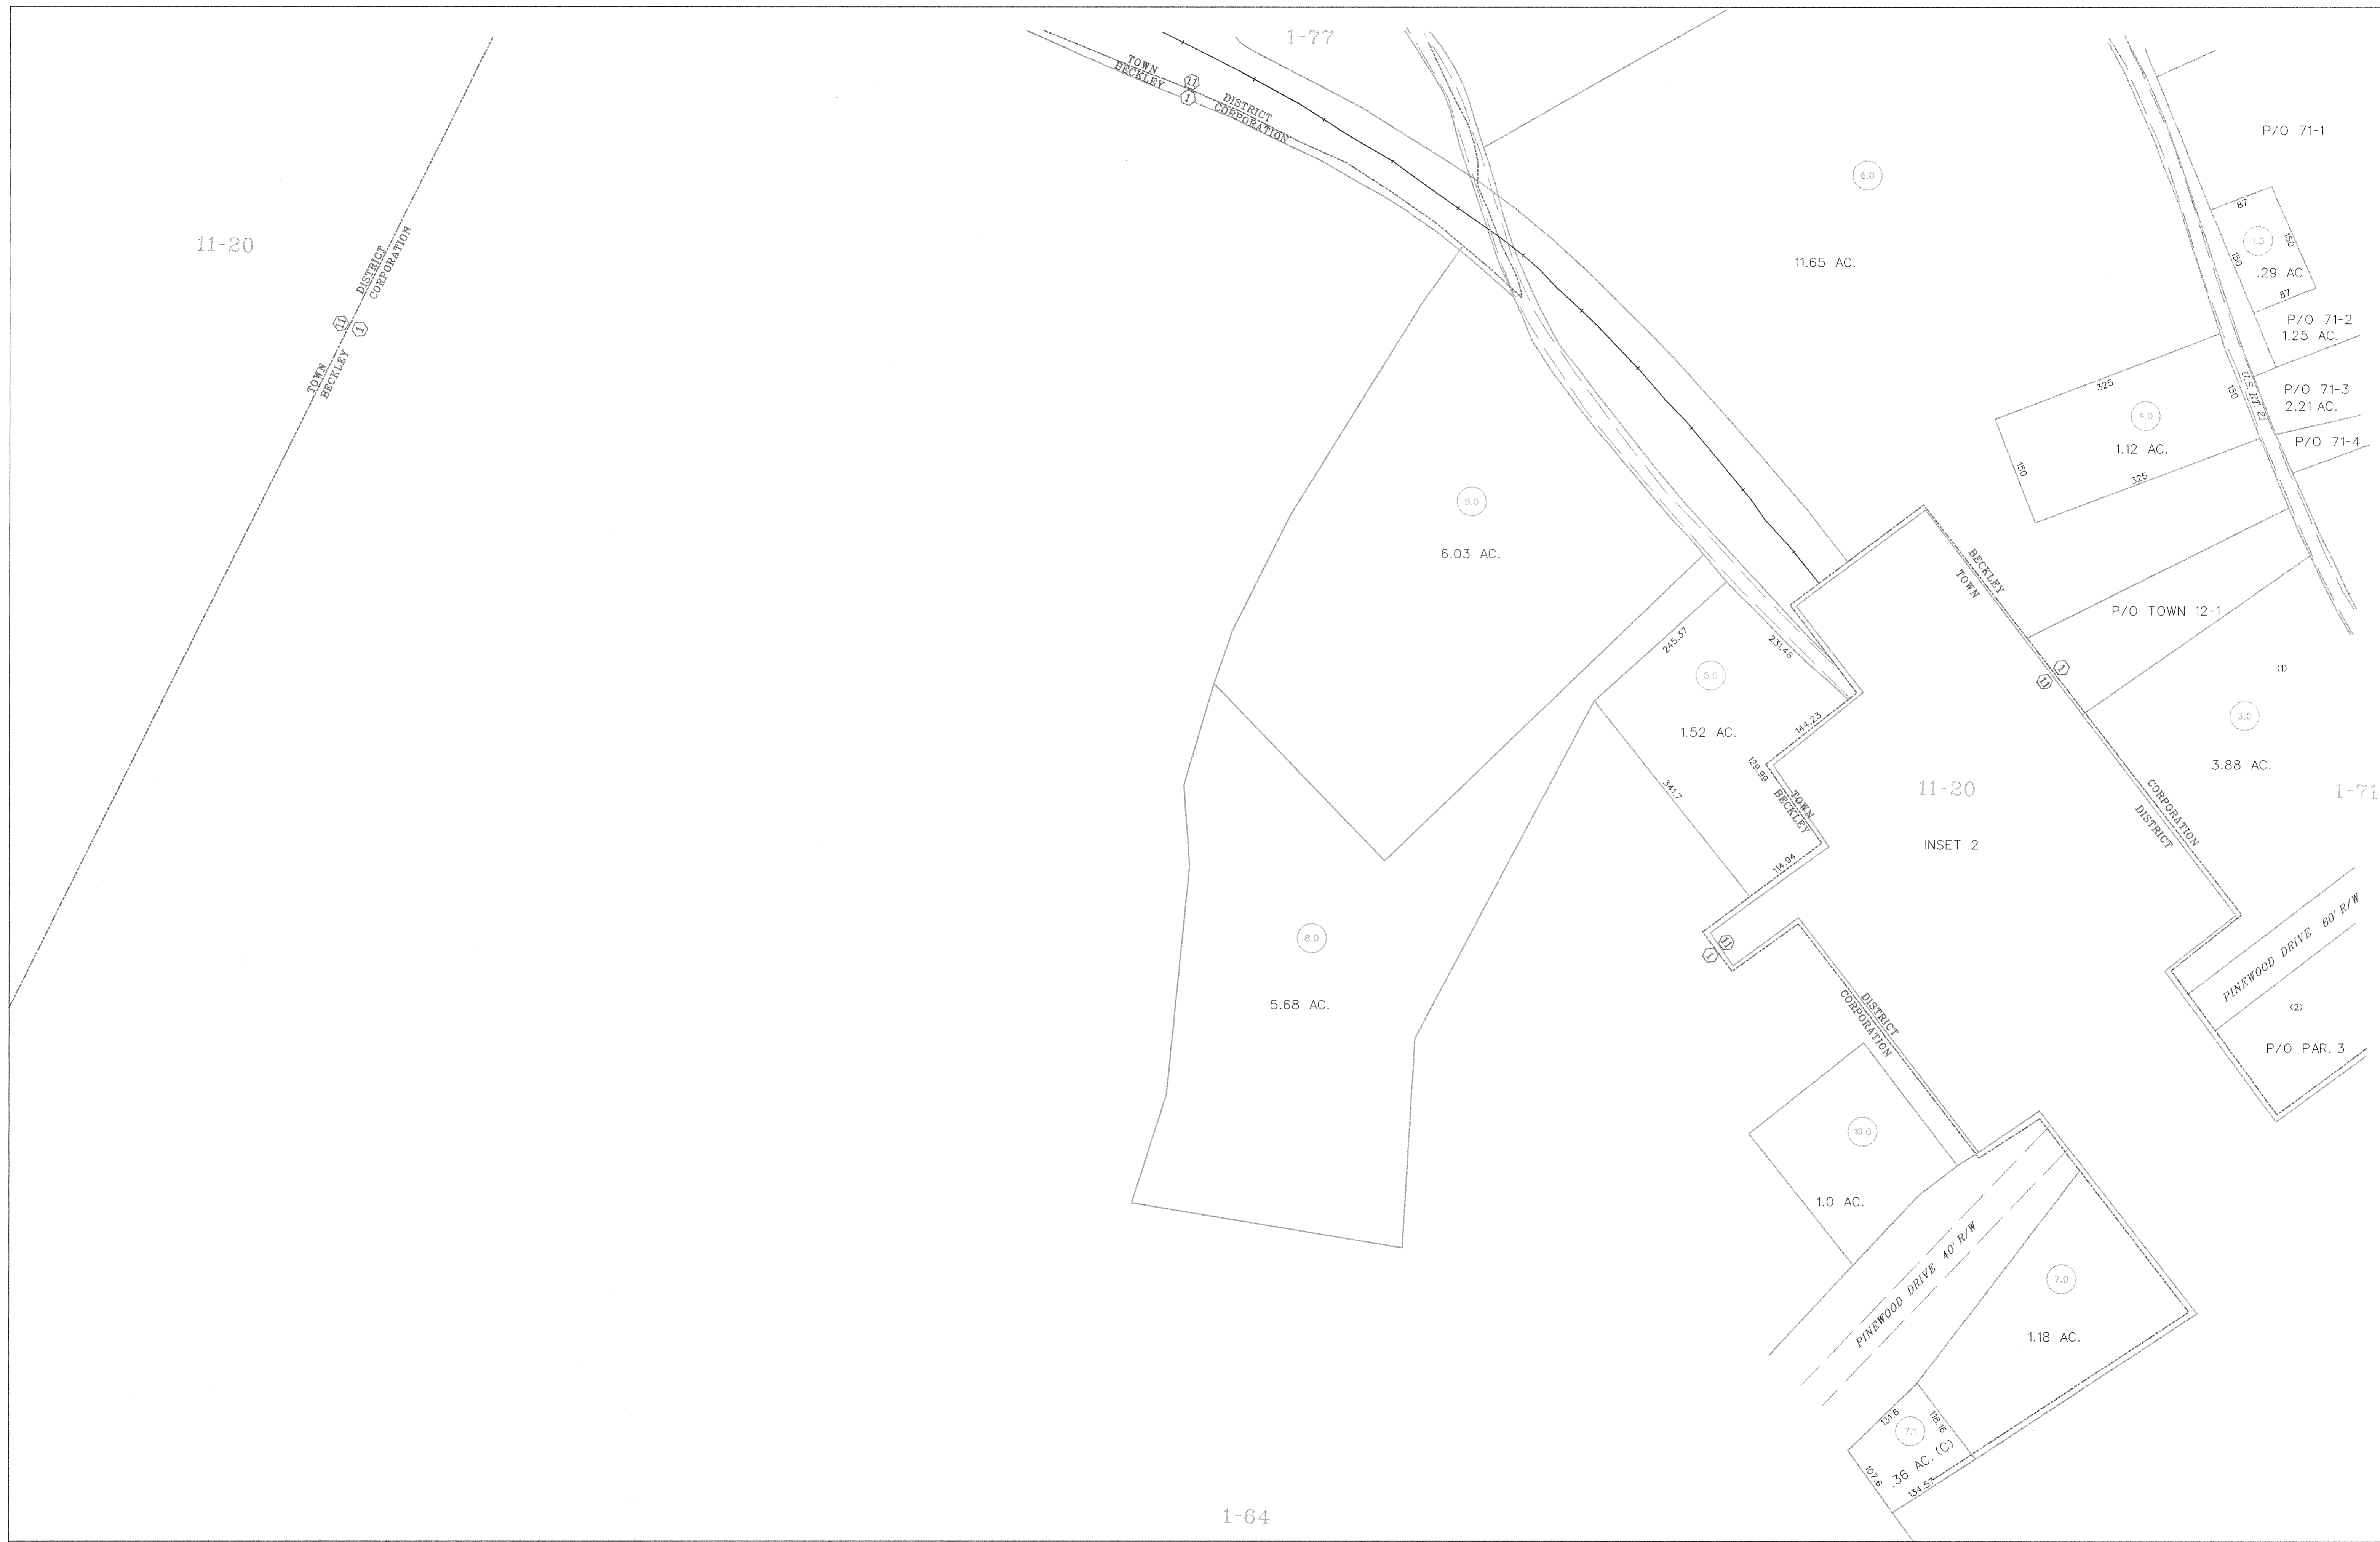 1-77
TOWN
BECKLEY
11
1
DISTRICT
CORPORATION
P/O 71-1
6.0
11.65 AC.
87
150
1.0
150
.29 AC
87
P/O 71-2
1.25 AC.
11-20
DISTRICT
CORPORATION
11
1
TOWN
BECKLEY
325
150
U.S. RT. 21
P/O 71-3
2.21 AC.
4.0
1.12 AC.
P/O 71-4
150
325
9.0
6.03 AC.
BECKLEY
TOWN
P/O TOWN 12-1
245.37
231.46
5.0
1.52 AC.
144.23
129.99
341.7
TOWN
BECKLEY
114.94
1
11
(1)
3.0
3.88 AC.
1-71
11-20
INSET 2
CORPORATION
DISTRICT
8.0
5.68 AC.
11
1
PINEWOOD DRIVE 60' R/W
(2)
P/O PAR. 3
DISTRICT
CORPORATION
10.0
1.0 AC.
PINEWOOD DRIVE 40' R/W
7.0
1.18 AC.
131.6
118.16
7.1
.36 AC. (C)
107.6
134.57
1-64